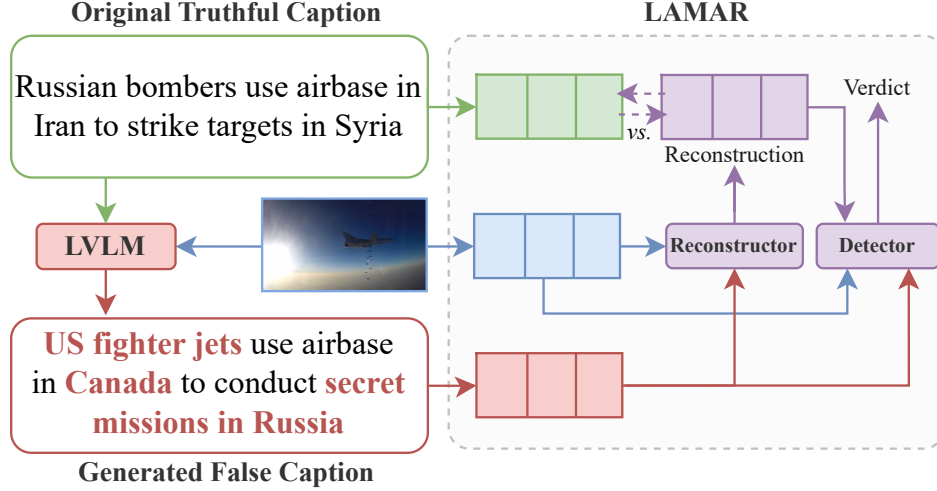 Original Truthful Caption
LAMAR
Russian bombers use airbase in
Iran to strike targets in Syria
vs.
Verdict
Reconstruction
LVLM
Reconstructor
Detector
US fighter jets use airbase
in Canada to conduct secret
missions in Russia
Generated False Caption